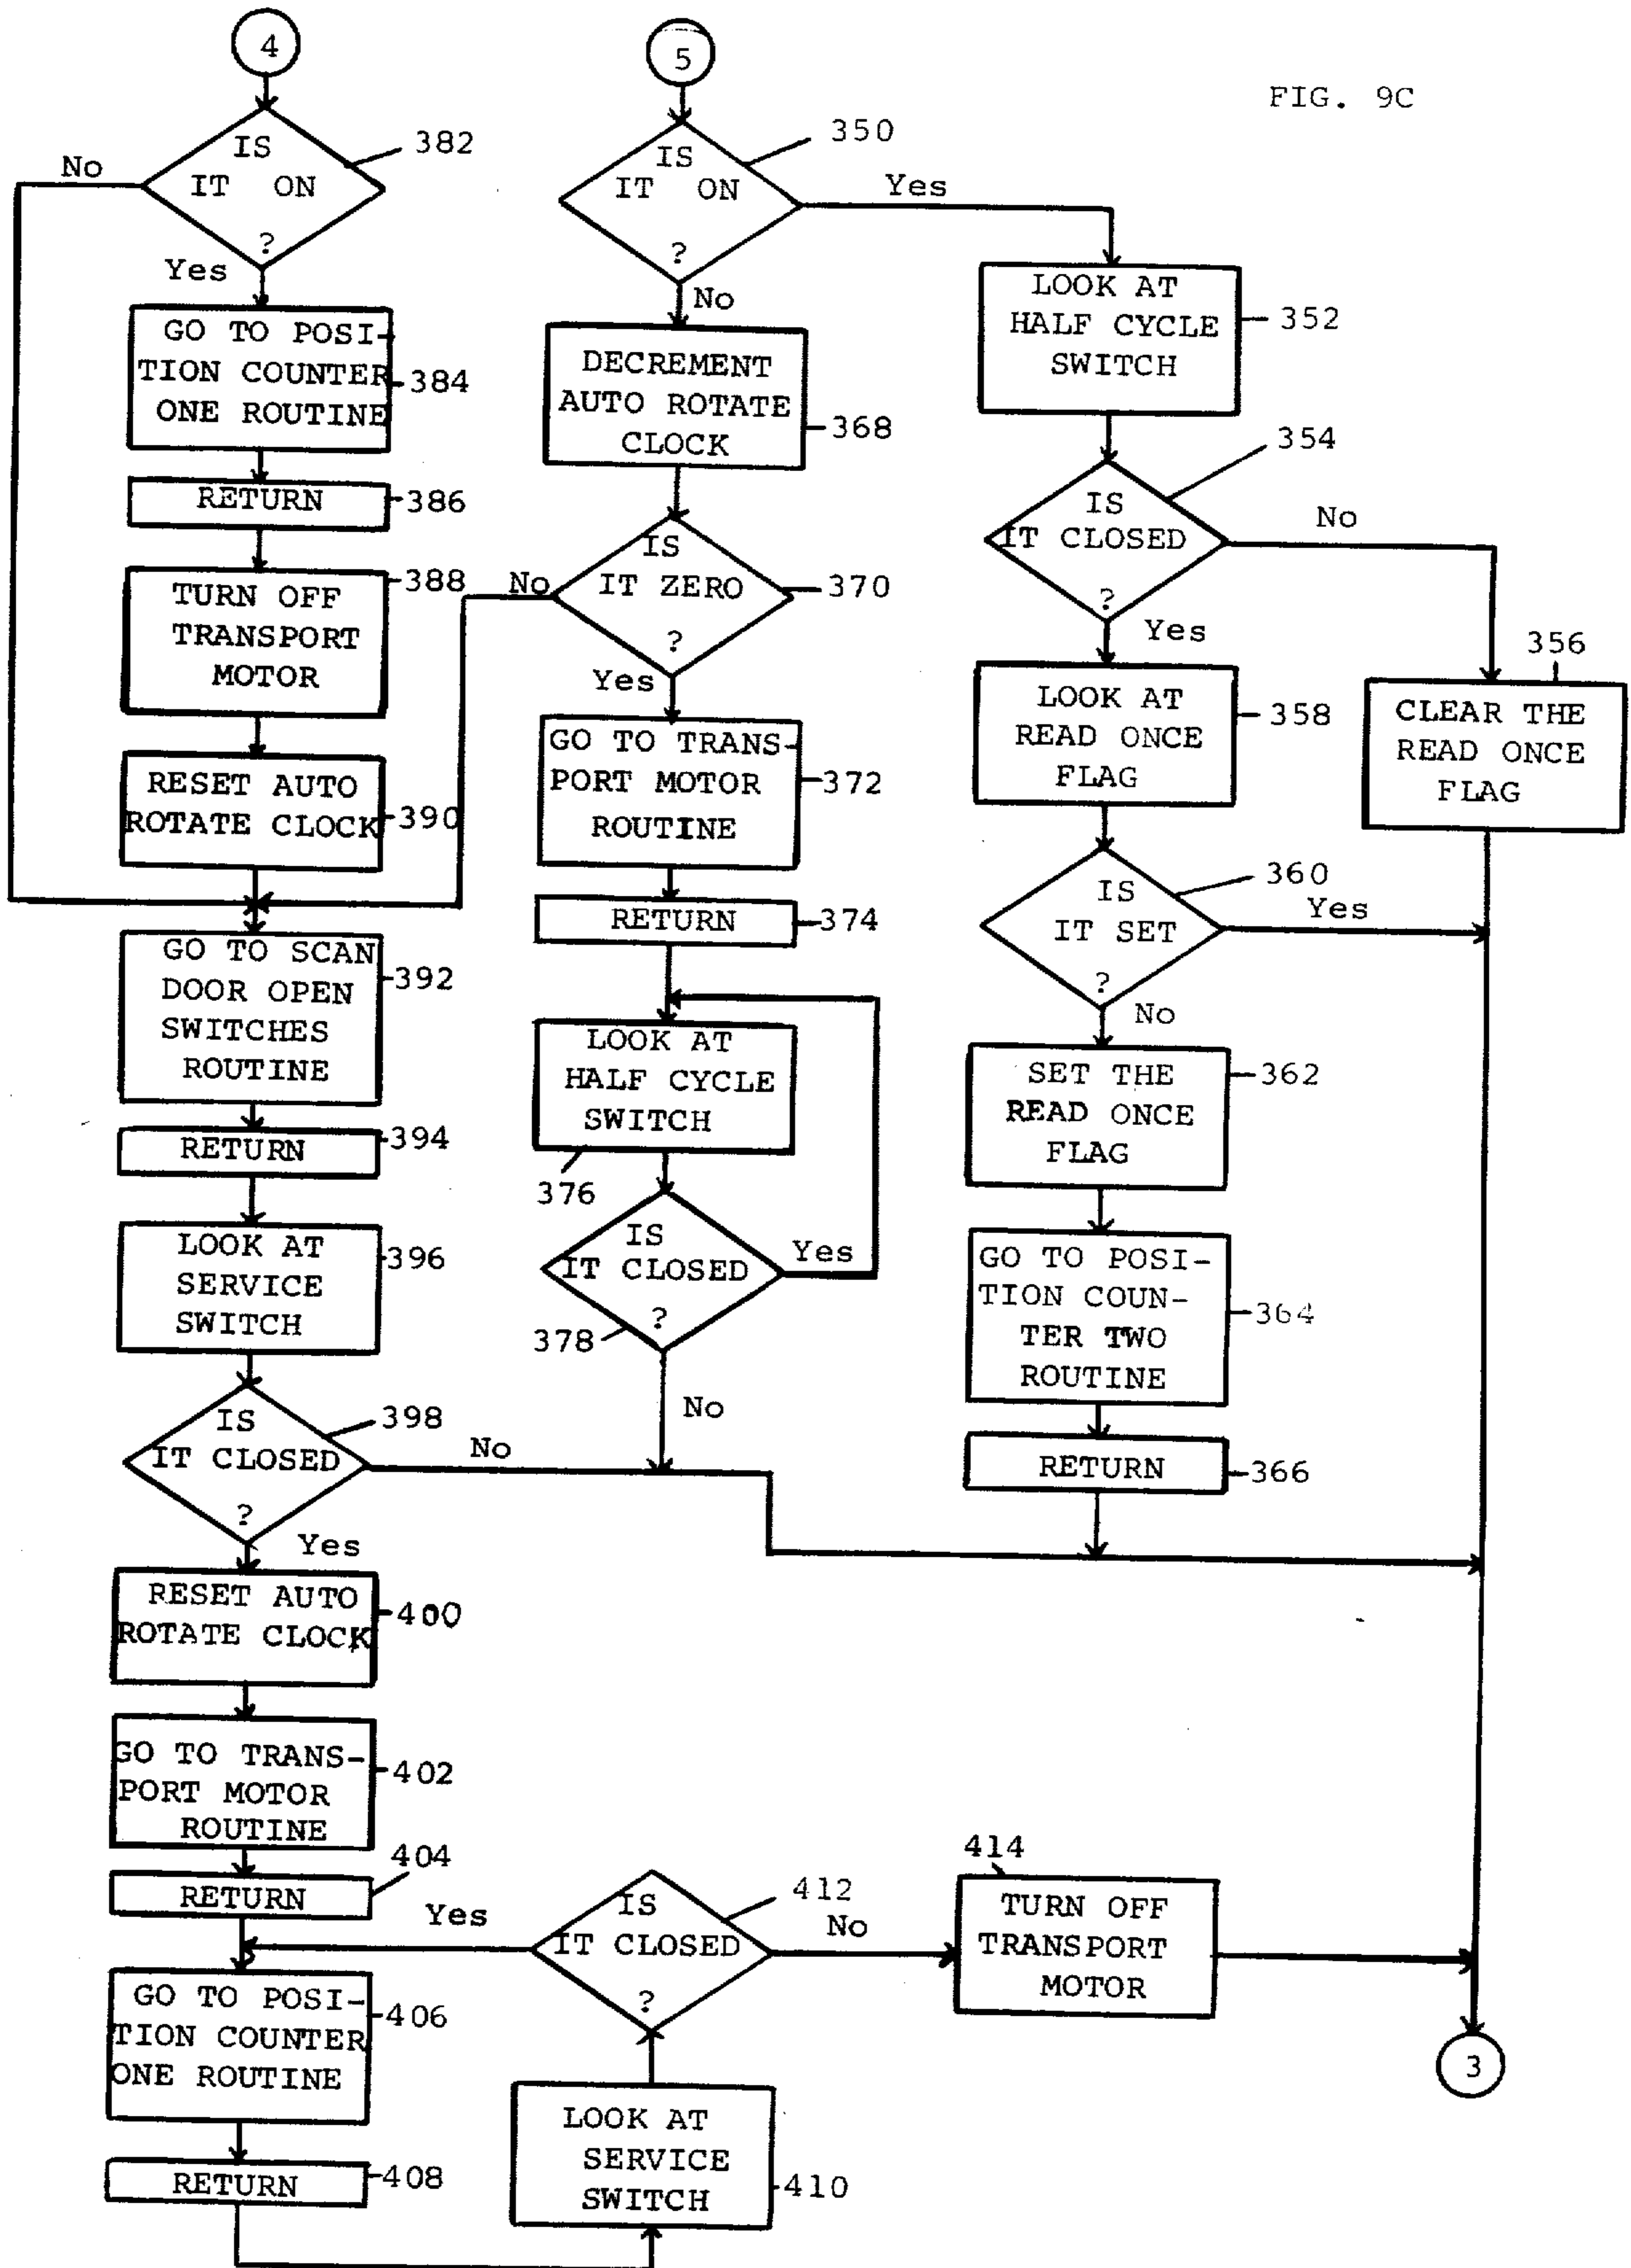 FIG. 9C
4
IS
IT ON
?
382
No
Yes
GO TO POSI-
TION COUNTER
ONE ROUTINE
384
RETURN
386
TURN OFF
TRANSPORT
MOTOR
388
RESET AUTO
ROTATE CLOCK
390
GO TO SCAN
DOOR OPEN
SWITCHES
ROUTINE
392
RETURN
394
LOOK AT
SERVICE
SWITCH
396
IS
IT CLOSED
?
398
No
Yes
RESET AUTO
ROTATE CLOCK
400
GO TO TRANS-
PORT MOTOR
ROUTINE
402
404
RETURN
GO TO POSI-
TION COUNTER
ONE ROUTINE
406
RETURN
408
5
IS
IT ON
?
350
Yes
No
DECREMENT
AUTO ROTATE
CLOCK
368
IS
IT ZERO
?
370
No
Yes
GO TO TRANS-
PORT MOTOR
ROUTINE
372
RETURN
374
LOOK AT
HALF CYCLE
SWITCH
376
IS
IT CLOSED
?
378
Yes
No
LOOK AT
HALF CYCLE
SWITCH
352
354
IS
IT CLOSED
?
No
Yes
356
CLEAR THE
READ ONCE
FLAG
LOOK AT
READ ONCE
FLAG
358
IS
IT SET
?
360
Yes
No
SET THE
READ ONCE
FLAG
362
GO TO POSI-
TION COUN-
TER TWO
ROUTINE
364
RETURN
366
IS
IT CLOSED
?
412
Yes
No
LOOK AT
SERVICE
SWITCH
410
414
TURN OFF
TRANSPORT
MOTOR
3